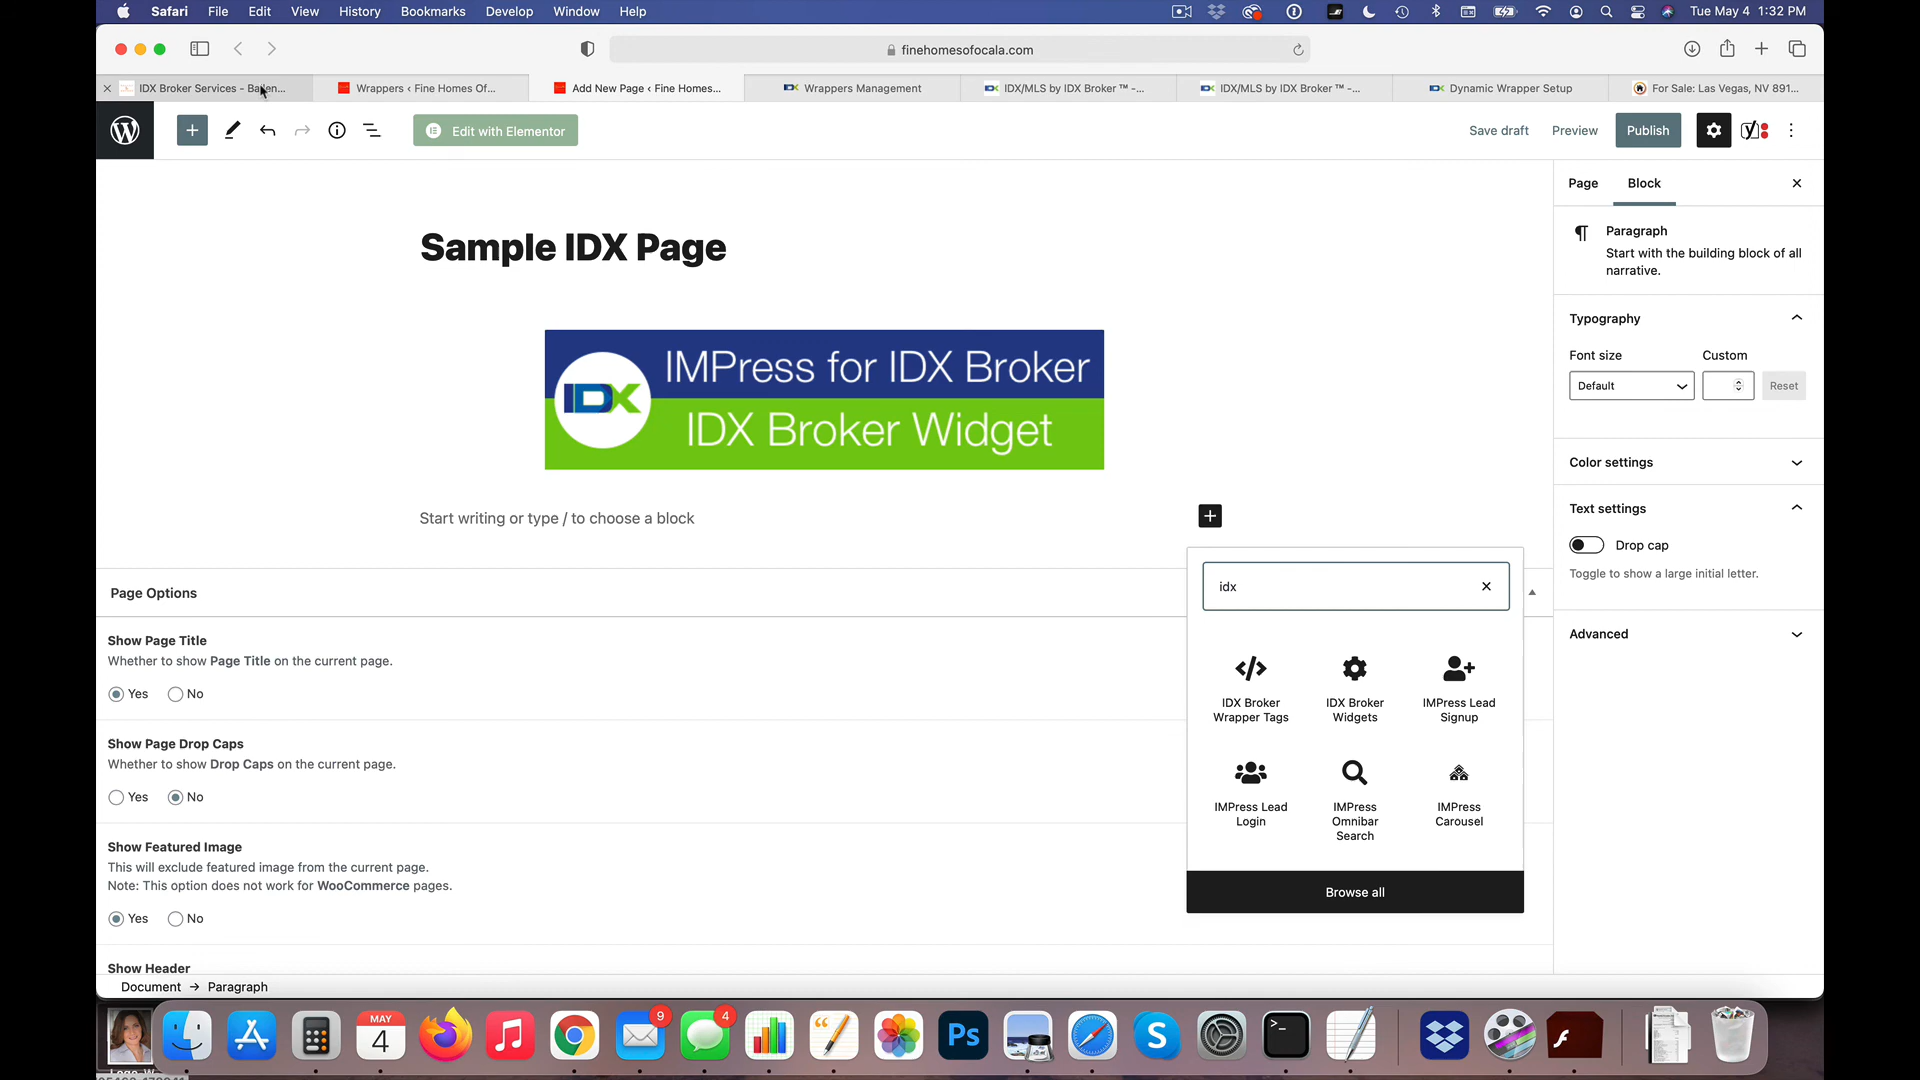 Safari File Edit View History Bookmarks Develop Window Help Tue May 4 1:32 PM
finehomesofocala.com
IDX Broker Services - Baren... Wrappers ‹ Fine Homes Of... Add New Page ‹ Fine Homes... Wrappers Management IDX/MLS by IDX Broker ™ -... IDX/MLS by IDX Broker ™ -... Dynamic Wrapper Setup For Sale: Las Vegas, NV 891...
Edit with Elementor Save draft Preview Publish
Page Block
Sample IDX Page
Paragraph
Start with the building block of all
narrative.
IDX
IMPress for IDX Broker
IDX Broker Widget
Typography
Font size Custom
Default Reset
Color settings
Start writing or type / to choose a block
Text settings
Drop cap
Toggle to show a large initial letter.
Advanced
idx
IDX Broker
Wrapper Tags
IDX Broker
Widgets
IMPress Lead
Signup
IMPress Lead
Login
IMPress
Omnibar
Search
IMPress
Carousel
Browse all
Page Options
Show Page Title
Whether to show Page Title on the current page.
Yes No
Show Page Drop Caps
Whether to show Drop Caps on the current page.
Yes No
Show Featured Image
This will exclude featured image from the current page.
Note: This option does not work for WooCommerce pages.
Yes No
Show Header
Document → Paragraph
MAY
4
9
4
Ps